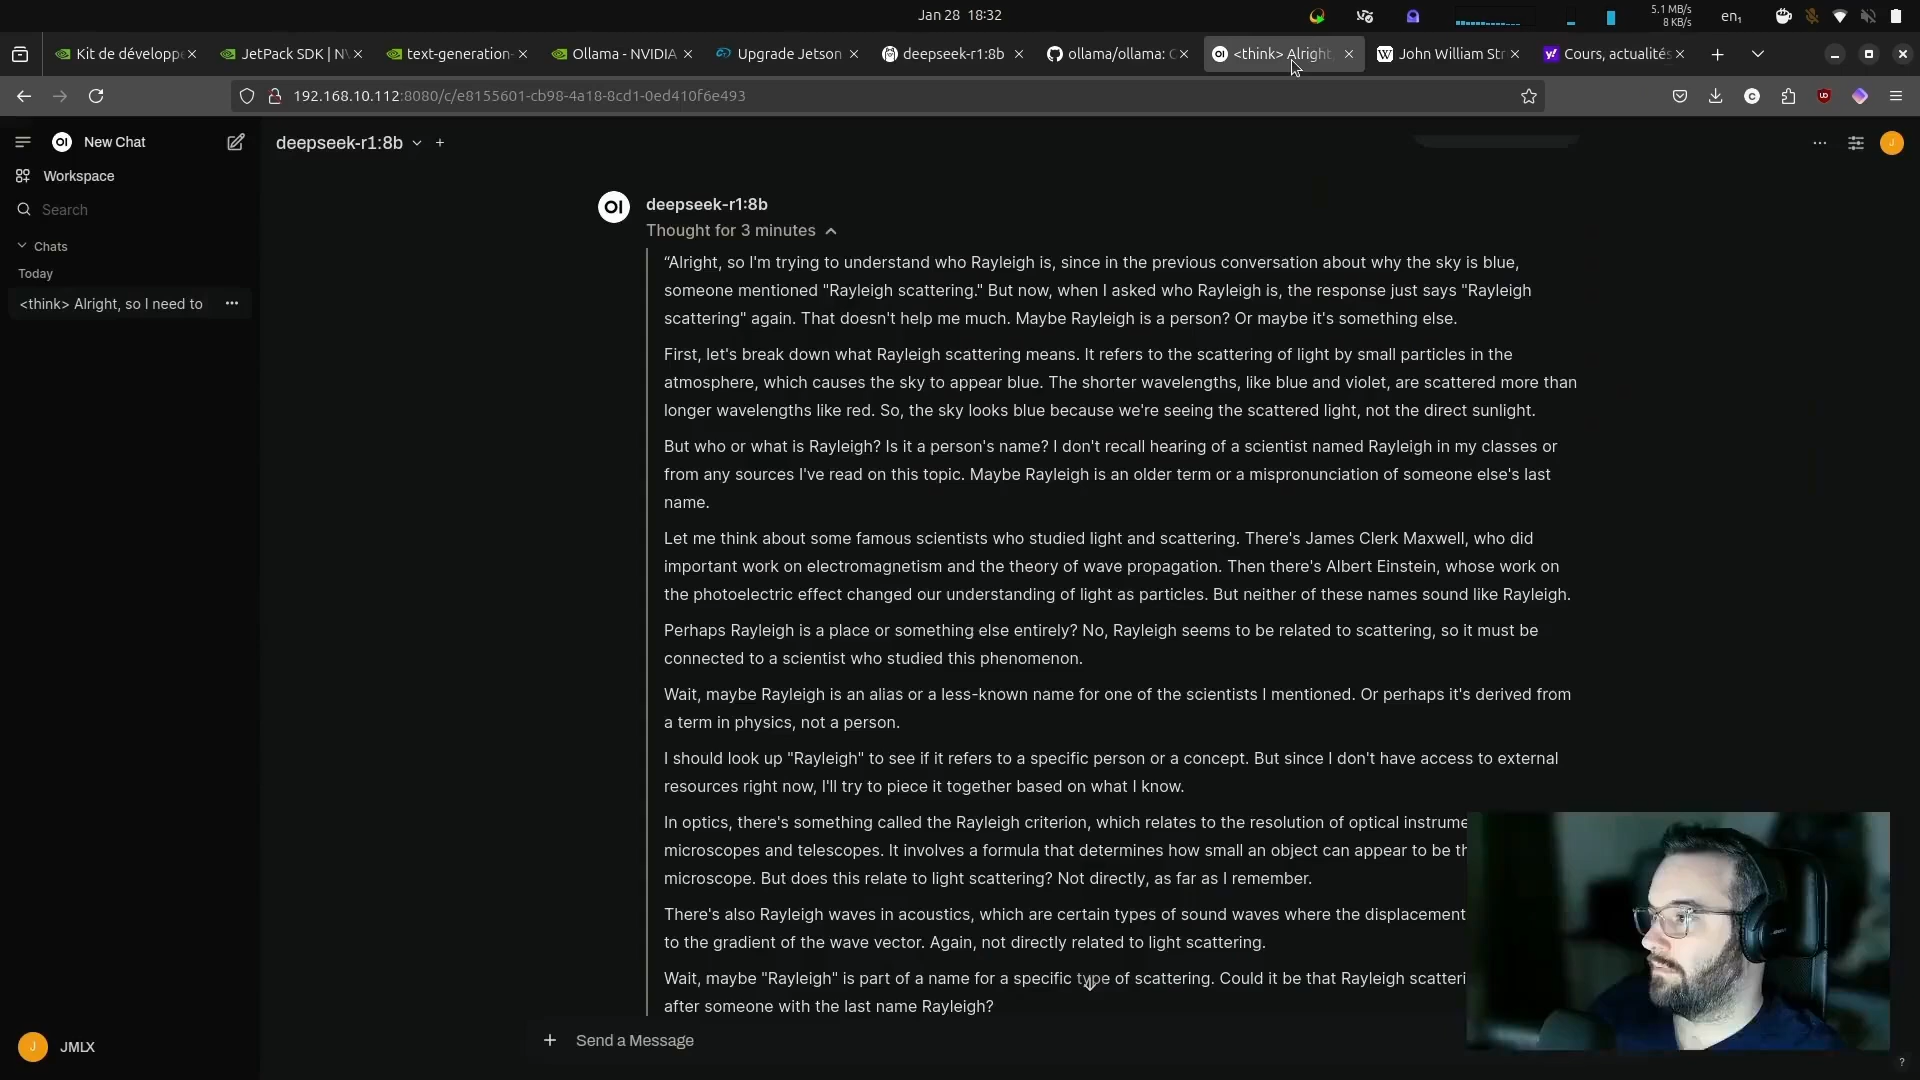 Jan 28 18:32
5.1 MB/s
8 KB/s
en₁
Kit de développe
JetPack SDK | NV
text-generation-
Ollama - NVIDIA
Upgrade Jetson
deepseek-r1:8b
ollama/ollama: G
<think> Alright,
John William Str
Cours, actualités
192.168.10.112:8080/c/e8155601-cb98-4a18-8cd1-0ed410f6e493
New Chat
Workspace
Search
Chats
Today
<think> Alright, so I need to
deepseek-r1:8b
J
deepseek-r1:8b
Thought for 3 minutes
“Alright, so I'm trying to understand who Rayleigh is, since in the previous conversation about why the sky is blue,
someone mentioned "Rayleigh scattering." But now, when I asked who Rayleigh is, the response just says "Rayleigh
scattering" again. That doesn't help me much. Maybe Rayleigh is a person? Or maybe it's something else.
First, let's break down what Rayleigh scattering means. It refers to the scattering of light by small particles in the
atmosphere, which causes the sky to appear blue. The shorter wavelengths, like blue and violet, are scattered more than
longer wavelengths like red. So, the sky looks blue because we're seeing the scattered light, not the direct sunlight.
But who or what is Rayleigh? Is it a person's name? I don't recall hearing of a scientist named Rayleigh in my classes or
from any sources I've read on this topic. Maybe Rayleigh is an older term or a mispronunciation of someone else's last
name.
Let me think about some famous scientists who studied light and scattering. There's James Clerk Maxwell, who did
important work on electromagnetism and the theory of wave propagation. Then there's Albert Einstein, whose work on
the photoelectric effect changed our understanding of light as particles. But neither of these names sound like Rayleigh.
Perhaps Rayleigh is a place or something else entirely? No, Rayleigh seems to be related to scattering, so it must be
connected to a scientist who studied this phenomenon.
Wait, maybe Rayleigh is an alias or a less-known name for one of the scientists I mentioned. Or perhaps it's derived from
a term in physics, not a person.
I should look up "Rayleigh" to see if it refers to a specific person or a concept. But since I don't have access to external
resources right now, I'll try to piece it together based on what I know.
In optics, there's something called the Rayleigh criterion, which relates to the resolution of optical instrume
microscopes and telescopes. It involves a formula that determines how small an object can appear to be th
microscope. But does this relate to light scattering? Not directly, as far as I remember.
There's also Rayleigh waves in acoustics, which are certain types of sound waves where the displacement
to the gradient of the wave vector. Again, not directly related to light scattering.
Wait, maybe "Rayleigh" is part of a name for a specific type of scattering. Could it be that Rayleigh scatteri
after someone with the last name Rayleigh?
Send a Message
J
JMLX
?